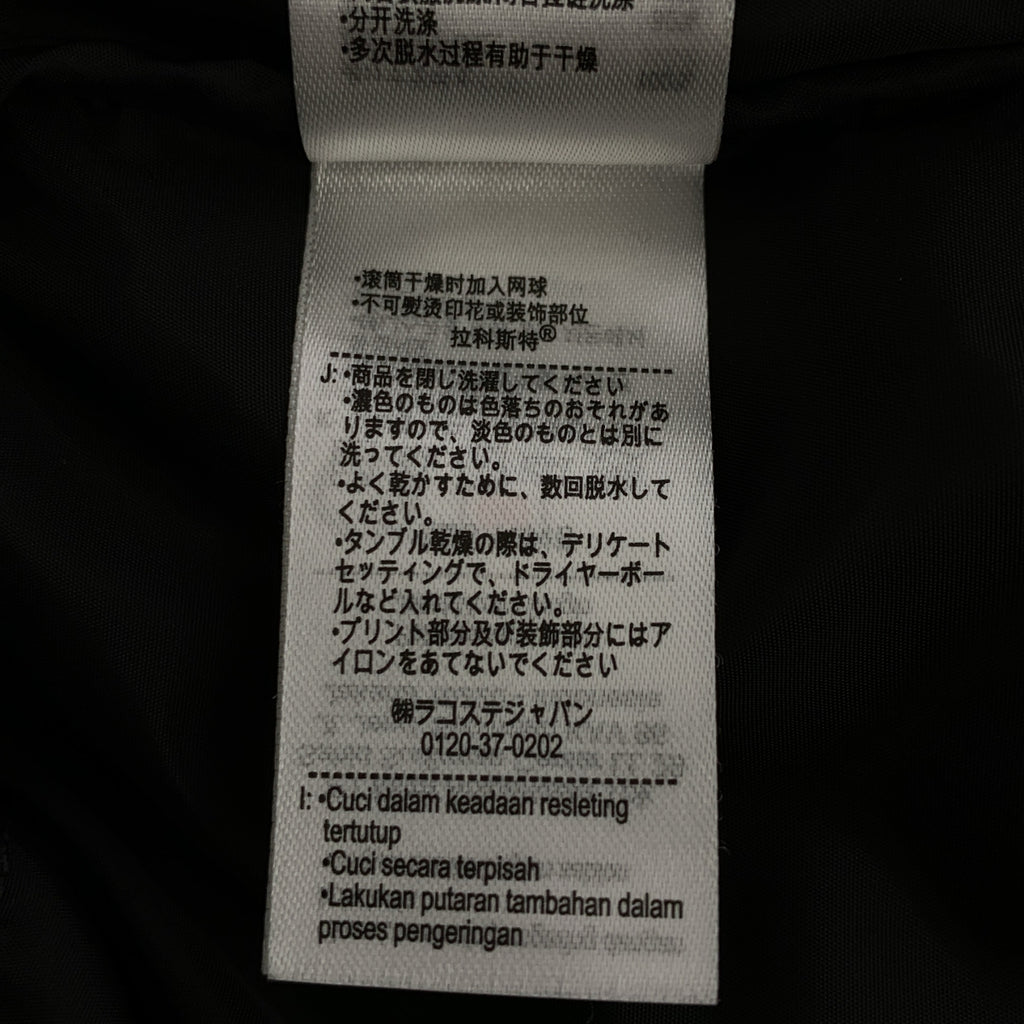 •分开洗涤
•多次脱水过程有助于干燥
•滚筒干燥时加入网球
•不可熨烫印花或装饰部位
拉科斯特®
J: •商品を閉じ洗濯してください
•濃色のものは色落ちのおそれがあ
りますので、淡色のものとは別に
洗ってください。
•よく乾かすために、数回脱水して
ください。
•タンブル乾燥の際は、デリケート
セッティングで、ドライヤーボー
ルなど入れてください。
•プリント部分及び装飾部分にはア
イロンをあてないでください
㈱ラコステジャパン
0120-37-0202
I: •Cuci dalam keadaan resleting
tertutup
•Cuci secara terpisah
•Lakukan putaran tambahan dalam
proses pengeringan